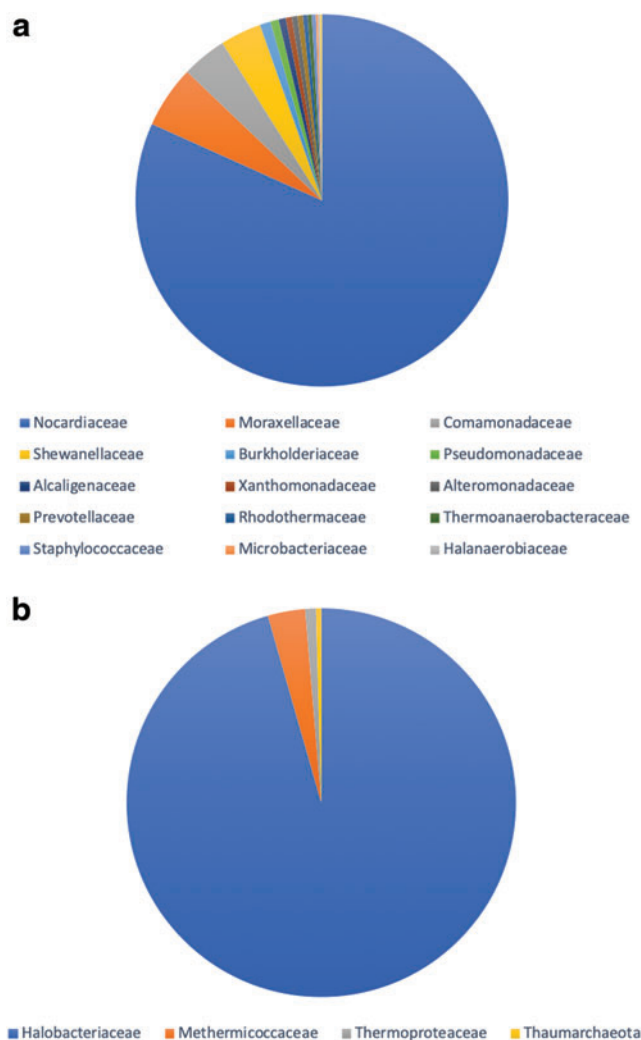 a
Nocardiaceae Moraxellaceae Comamonadaceae
Shewanellaceae Burkholderiaceae Pseudomonadaceae
Alcaligenaceae Xanthomonadaceae Alteromonadaceae
Prevotellaceae Rhodothermaceae Thermoanaerobacteraceae
Staphylococcaceae Microbacteriaceae Halanaerobiaceae
b
Halobacteriaceae Methermicoccaceae Thermoproteaceae Thaumarchaeota